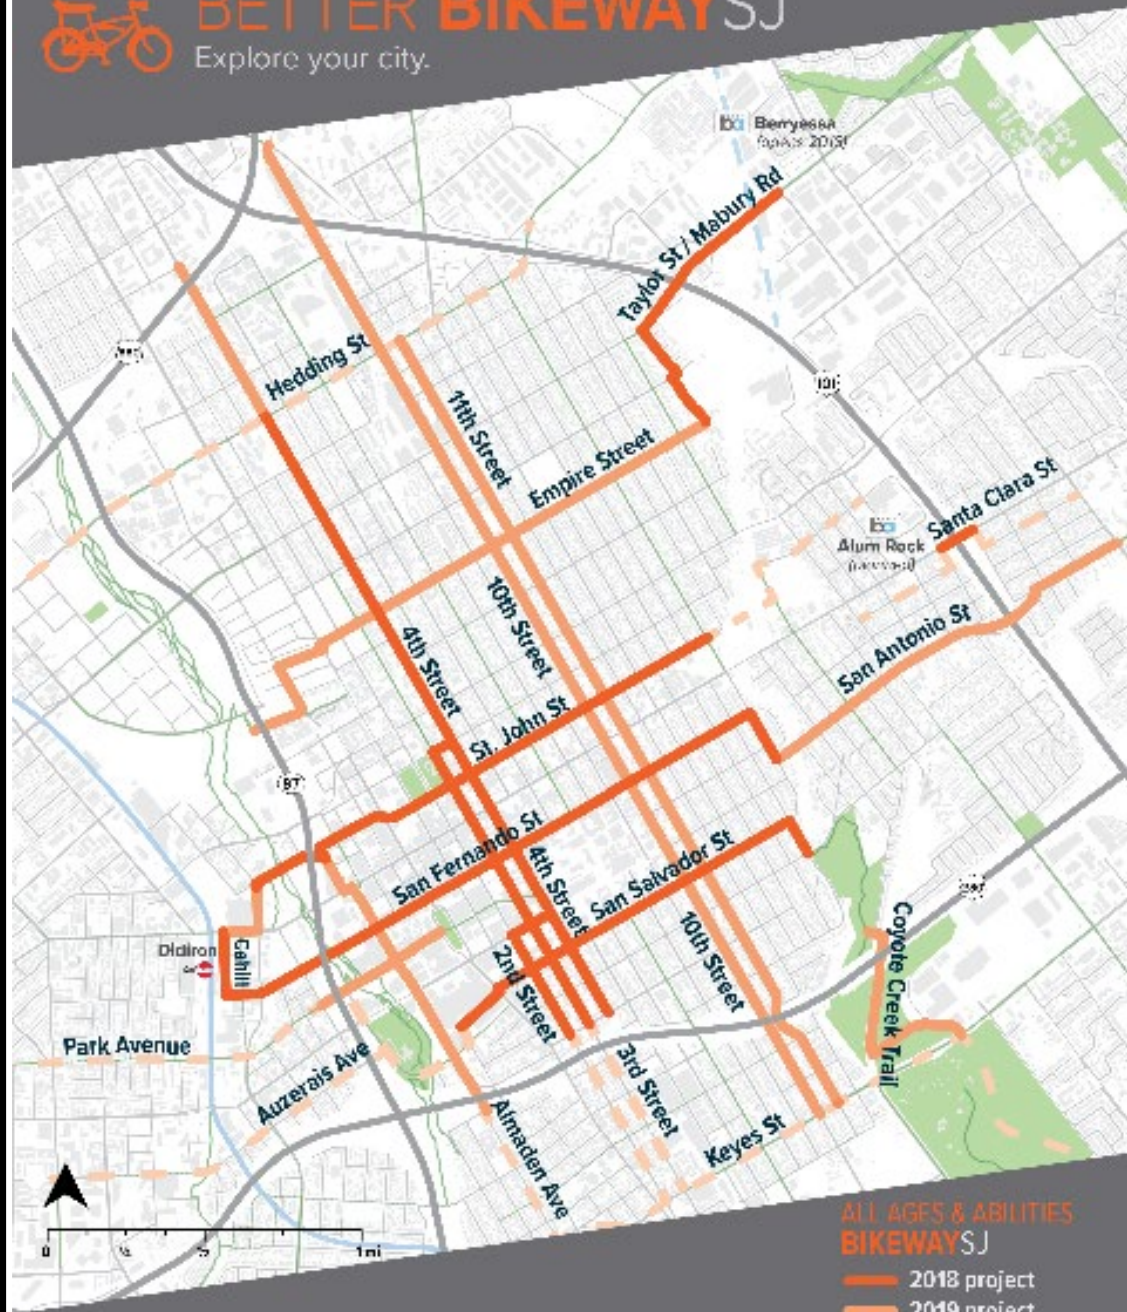 BETTER BIKEWAYSJ
Explore your city.
Berryessa
Taylor St / Mabury Rd
Hedding St
11th Street
101
Empire Street
Santa Clara St
Alum Rock
10th Street
San Antonio St
4th Street
St. John St
87
San Fernando St
4th Street
San Salvador St
Cahill
Diridon
2nd Street
10th Street
Coyote Creek Trail
Park Avenue
Auzerais Ave
3rd Street
Almaden Ave
Keyes St
0
1mi
ALL AGES & ABILITIES
BIKEWAYSJ
2018 project
2019 project